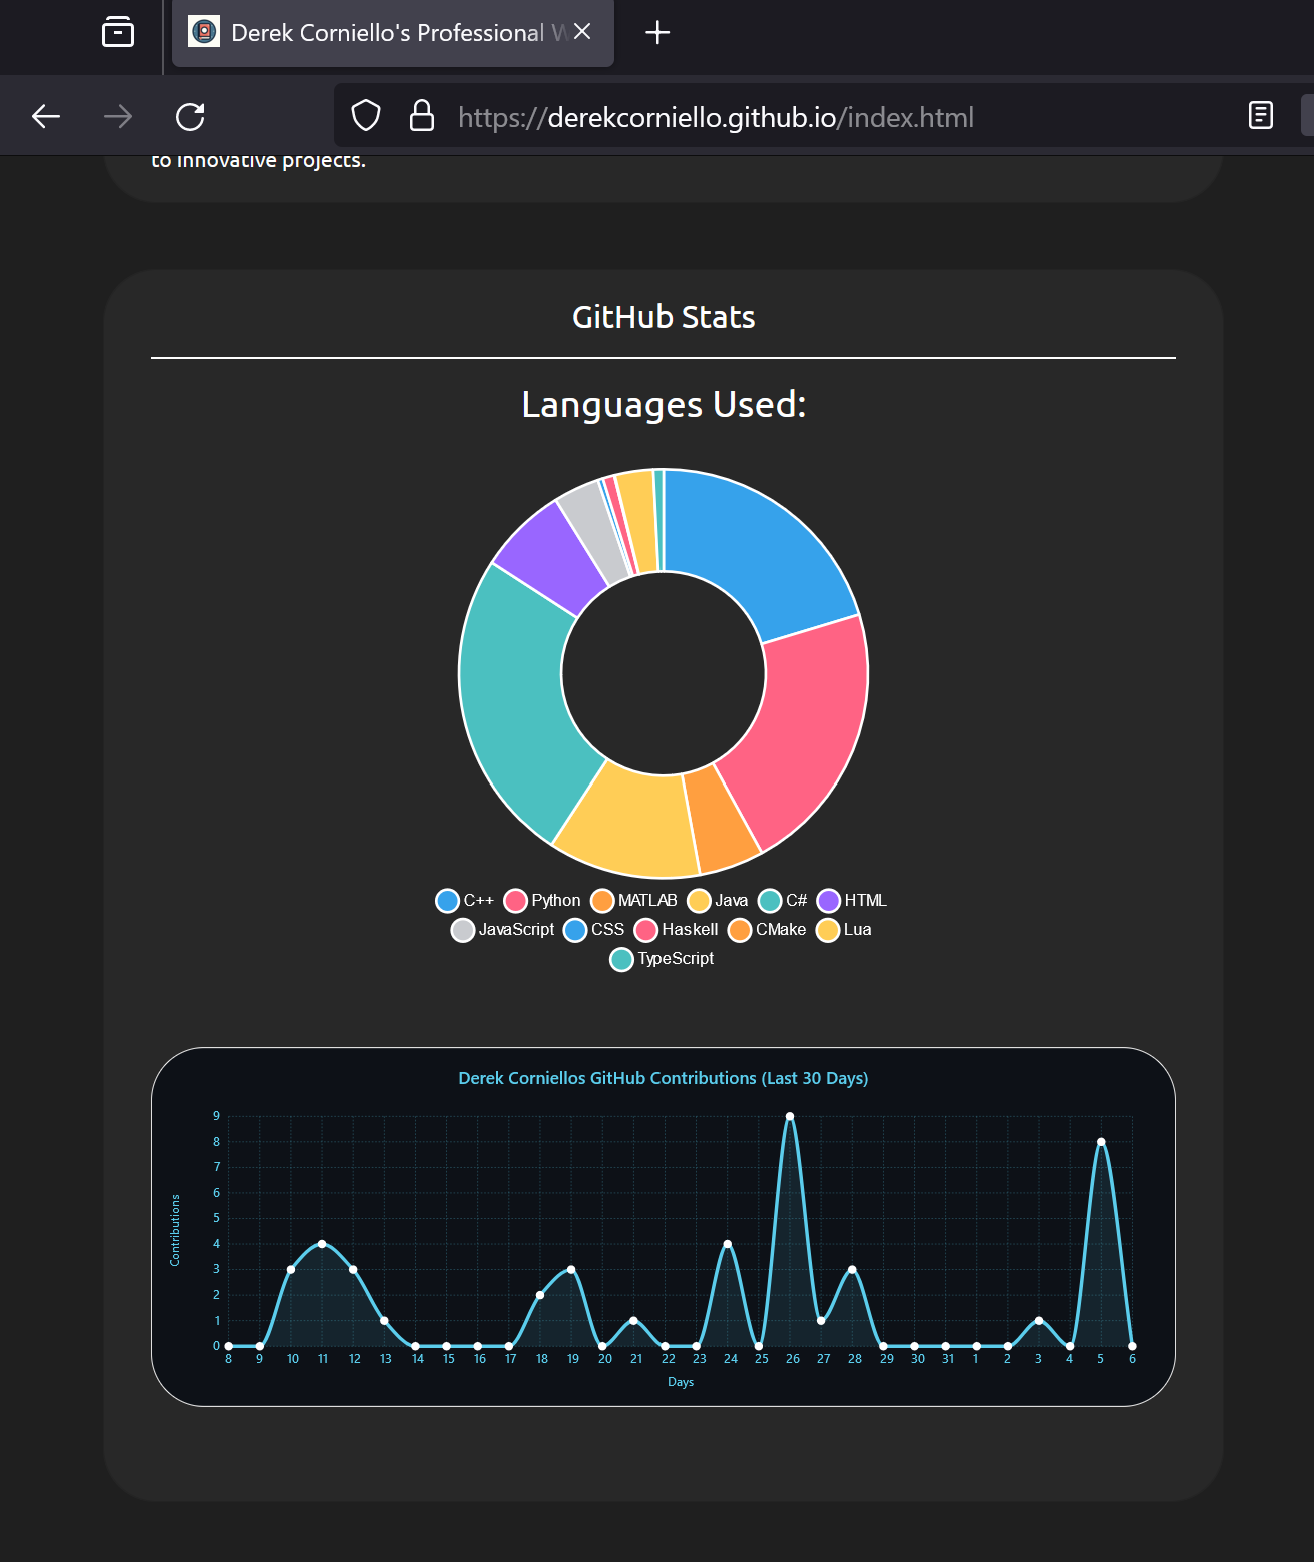 Derek Corniello's Professional W
https://derekcorniello.github.io/index.html
to innovative projects.
GitHub Stats
Languages Used:
C++ Python MATLAB Java C# HTML
JavaScript CSS Haskell CMake Lua
TypeScript
Derek Corniellos GitHub Contributions (Last 30 Days)
Contributions
9
8
7
6
5
4
3
2
1
0
8 9 10 11 12 13 14 15 16 17 18 19 20 21 22 23 24 25 26 27 28 29 30 31 1 2 3 4 5 6
Days